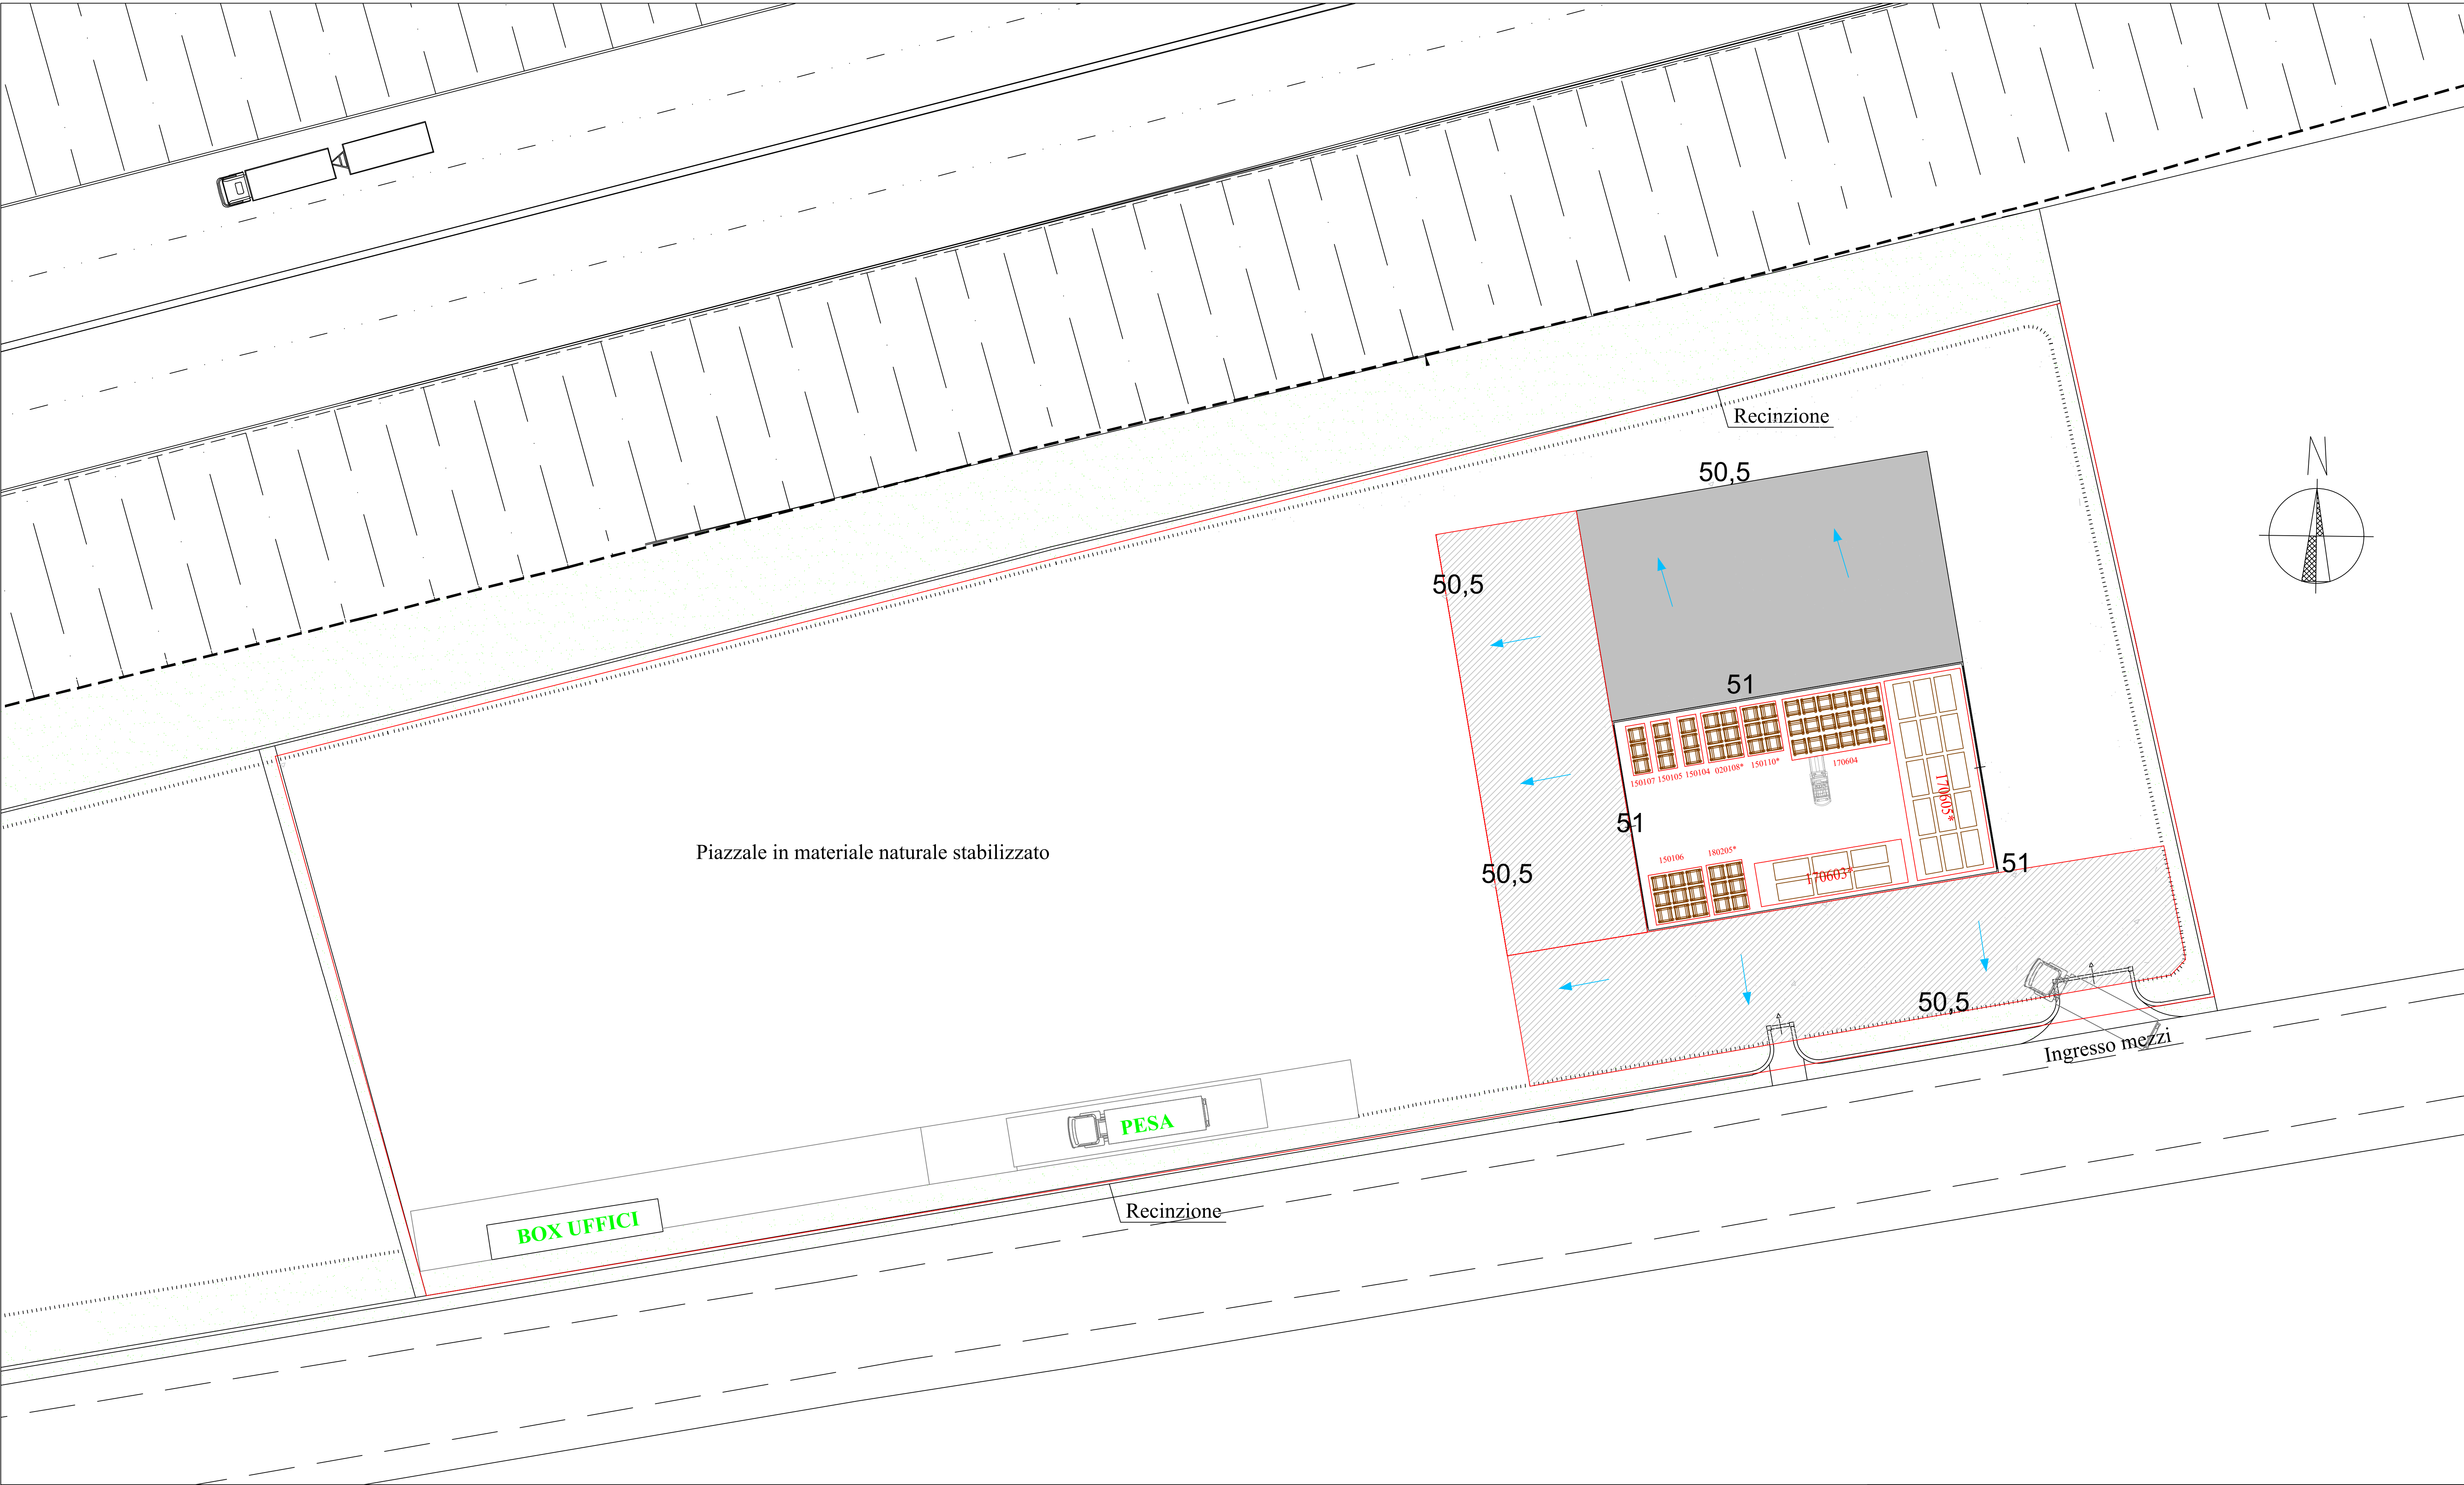 Recinzione
N
50,5
50,5
51
150107
150105
150104
020108*
150110*
170604
170605*
51
Piazzale in materiale naturale stabilizzato
150106
180205*
170603*
51
50,5
50,5
Ingresso mezzi
PESA
Recinzione
BOX UFFICI